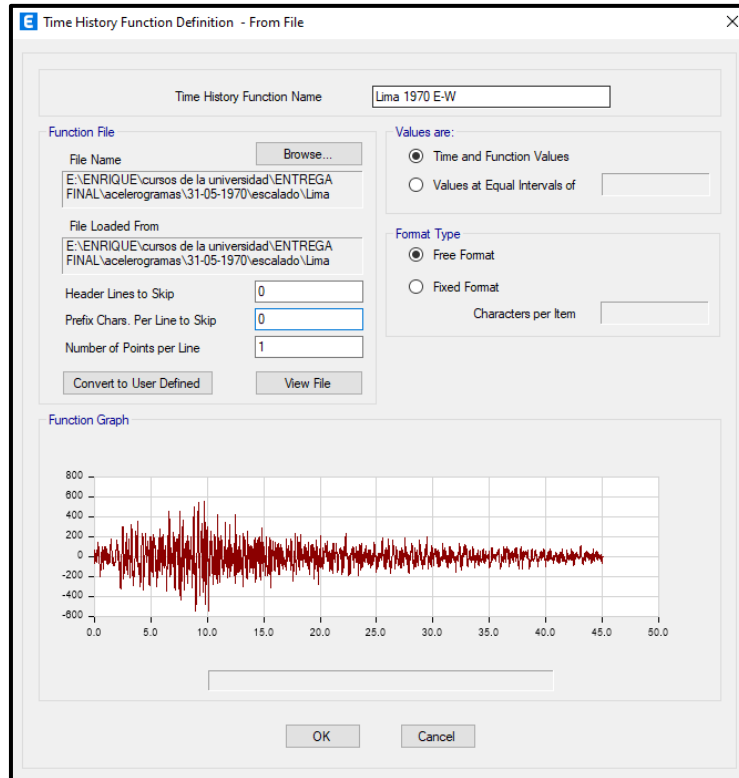 E Time History Function Definition - From File
Time History Function Name
Lima 1970 E-W
Function File
File Name
Browse...
E:\ENRIQUE\cursos de la universidad\ENTREGA
FINAL\acelerogramas\31-05-1970\escalado\Lima
File Loaded From
E:\ENRIQUE\cursos de la universidad\ENTREGA
FINAL\acelerogramas\31-05-1970\escalado\Lima
Header Lines to Skip
0
Prefix Chars. Per Line to Skip
0
Number of Points per Line
1
Convert to User Defined
View File
Values are:
Time and Function Values
Values at Equal Intervals of
Format Type
Free Format
Fixed Format
Characters per Item
Function Graph
800
600
400
200
0
-200
-400
-600
0.0 5.0 10.0 15.0 20.0 25.0 30.0 35.0 40.0 45.0 50.0
OK
Cancel